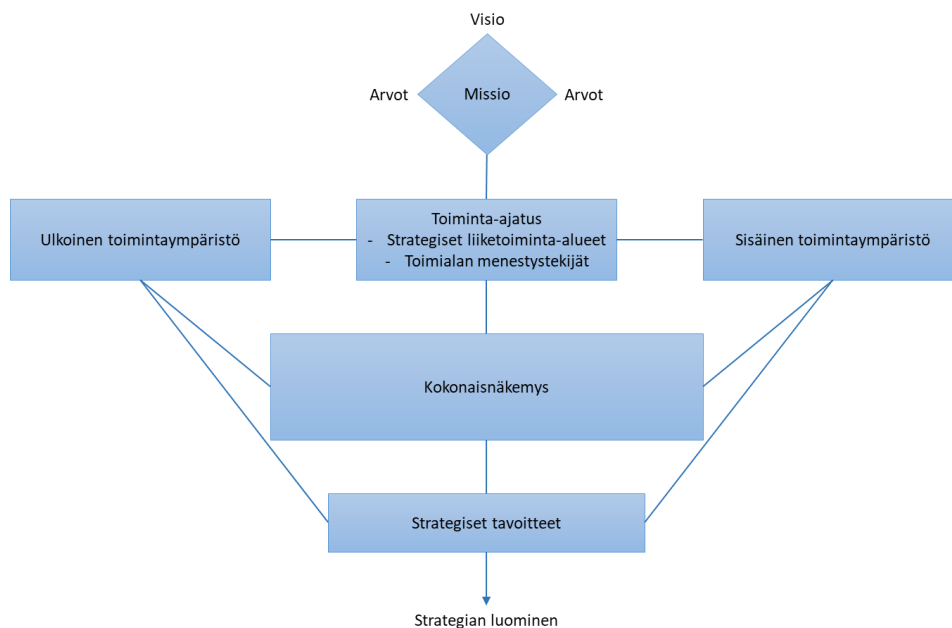 Visio
Arvot
Missio
Arvot
Ulkoinen toimintaympäristö
Toiminta-ajatus
- Strategiset liiketoiminta-alueet
- Toimialan menestystekijät
Sisäinen toimintaympäristö
Kokonaisnäkemys
Strategiset tavoitteet
Strategian luominen